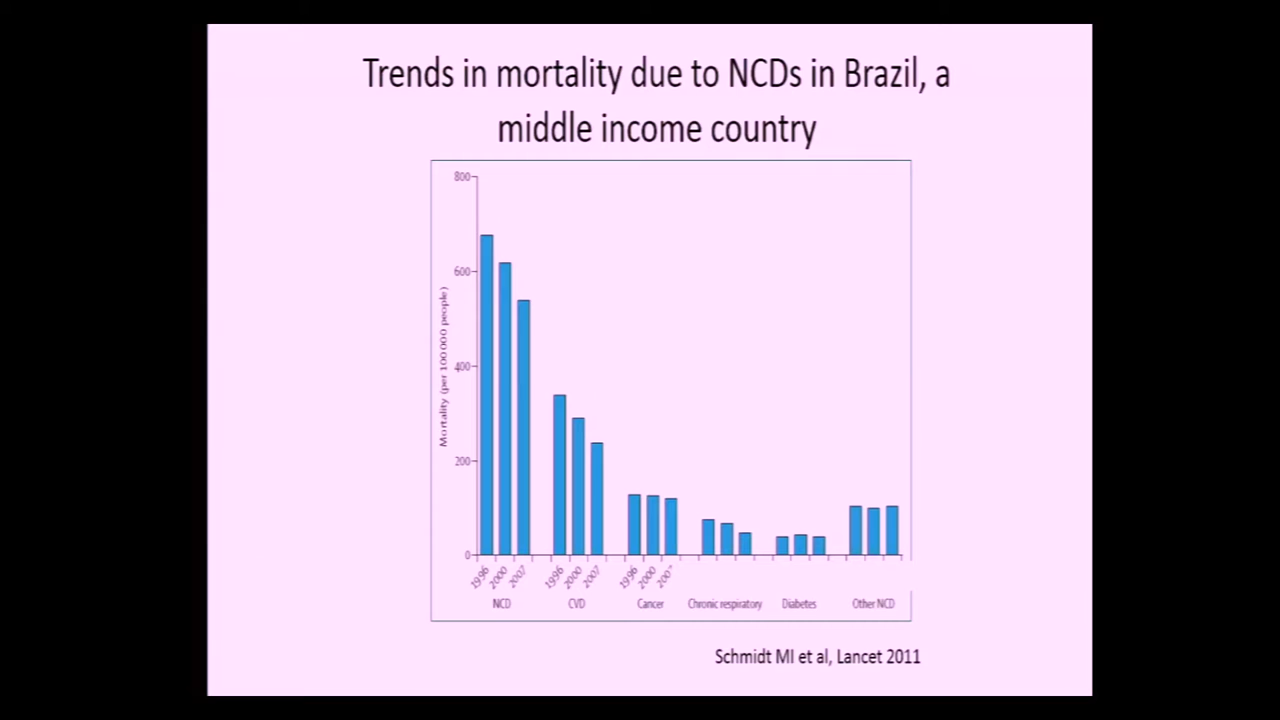 Trends in mortality due to NCDs in Brazil, a
middle income country
Mortality (per 100 000 people)
800
600
400
200
0
1996 2000 2007 1996 2000 2007 1996 2000 2007
NCD CVD Cancer Chronic respiratory Diabetes Other NCD
Schmidt MI et al, Lancet 2011